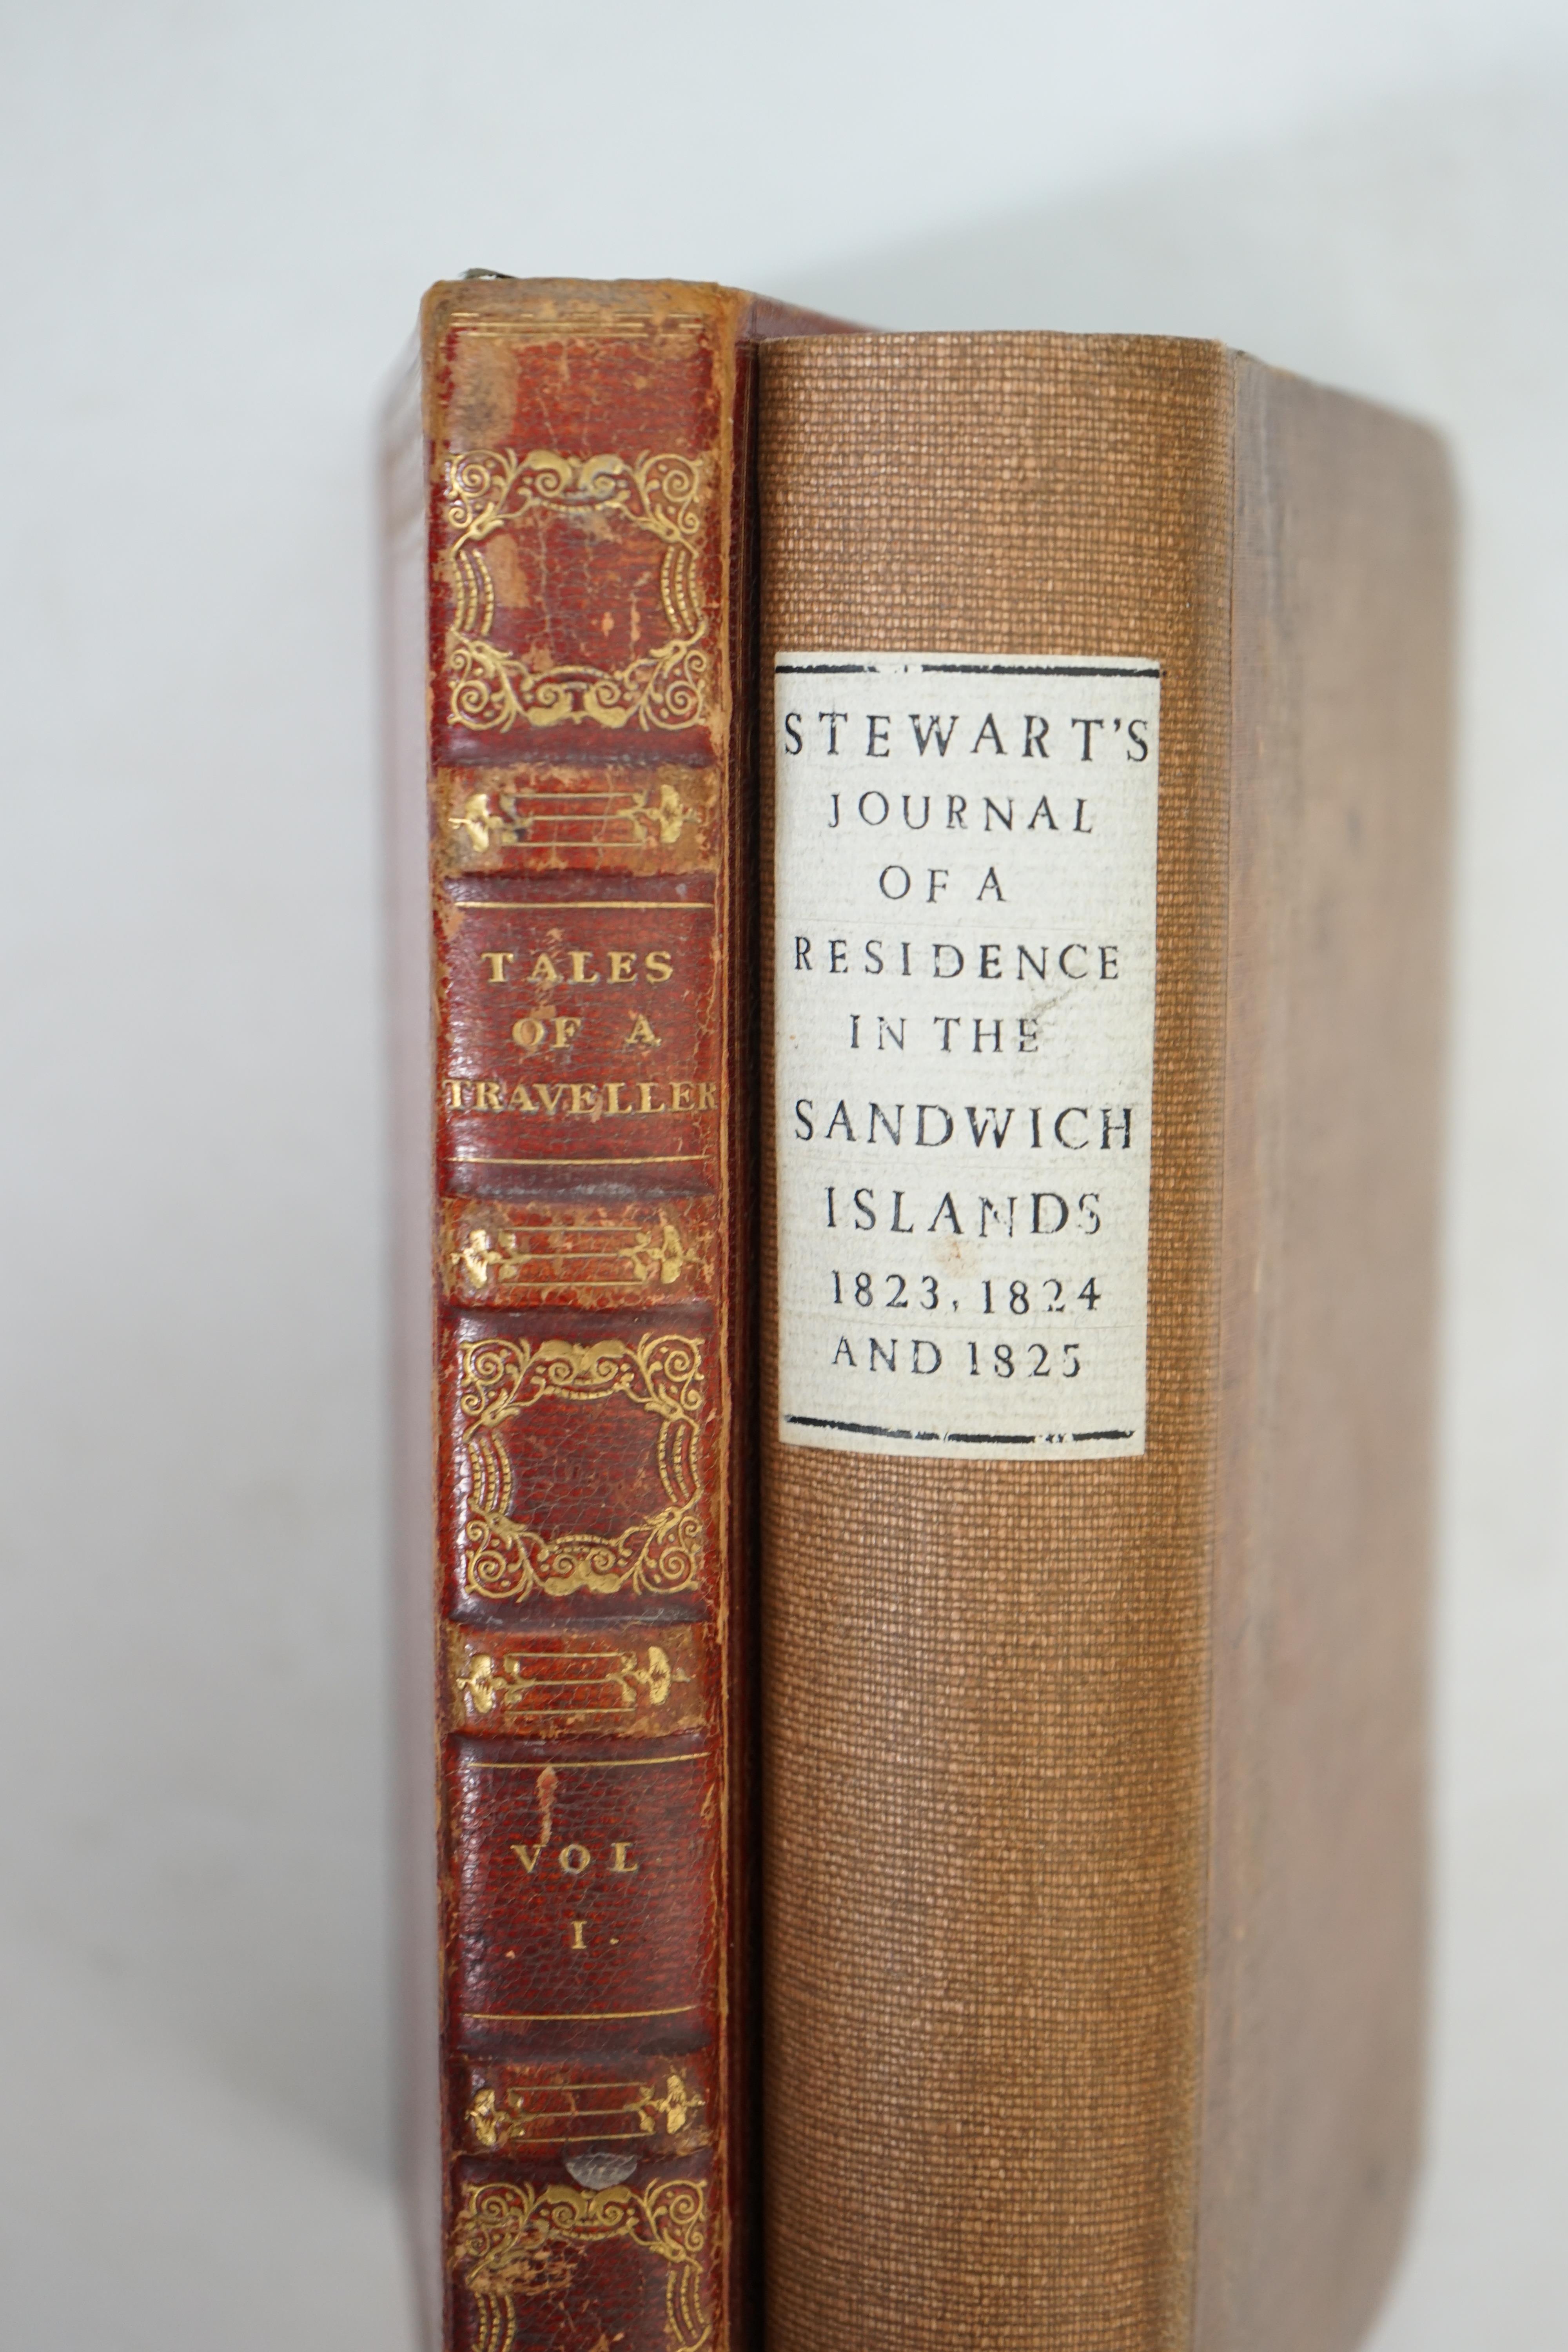 TALES
OF A
TRAVELLER
VOL
I.
STEWART'S
JOURNAL
OF A
RESIDENCE
IN THE
SANDWICH
ISLANDS
1823, 1824
AND 1825